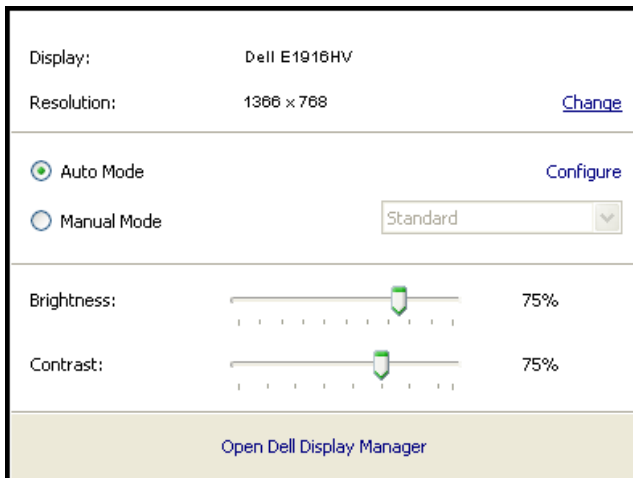 Display: Dell E1916HV
Resolution: 1366 x 768 Change
Auto Mode Configure
Manual Mode Standard
Brightness: 75%
Contrast: 75%
Open Dell Display Manager